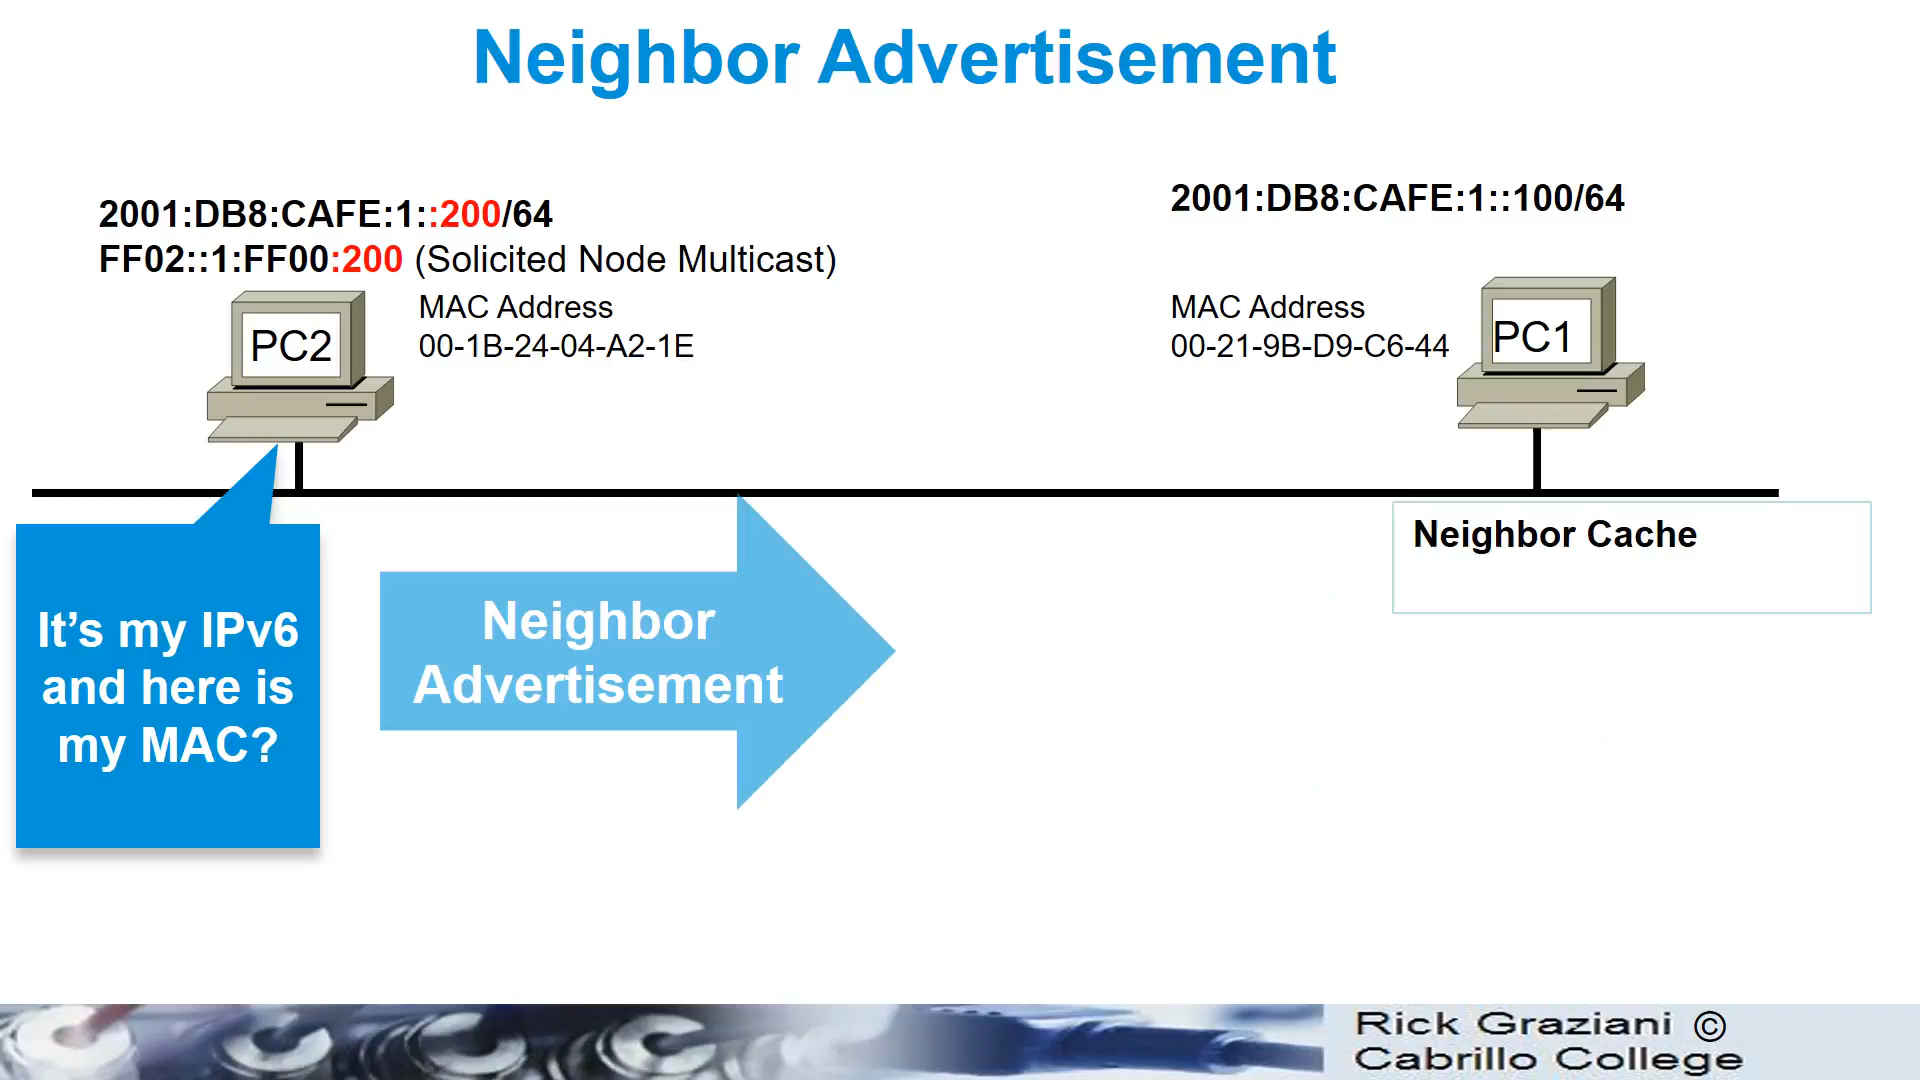 Neighbor Advertisement
2001:DB8:CAFE:1::200/64
FF02::1:FF00:200 (Solicited Node Multicast)
MAC Address
00-1B-24-04-A2-1E
PC2
2001:DB8:CAFE:1::100/64
MAC Address
00-21-9B-D9-C6-44
PC1
Neighbor Cache
It’s my IPv6
and here is
my MAC?
Neighbor
Advertisement
Rick Graziani ©
Cabrillo College